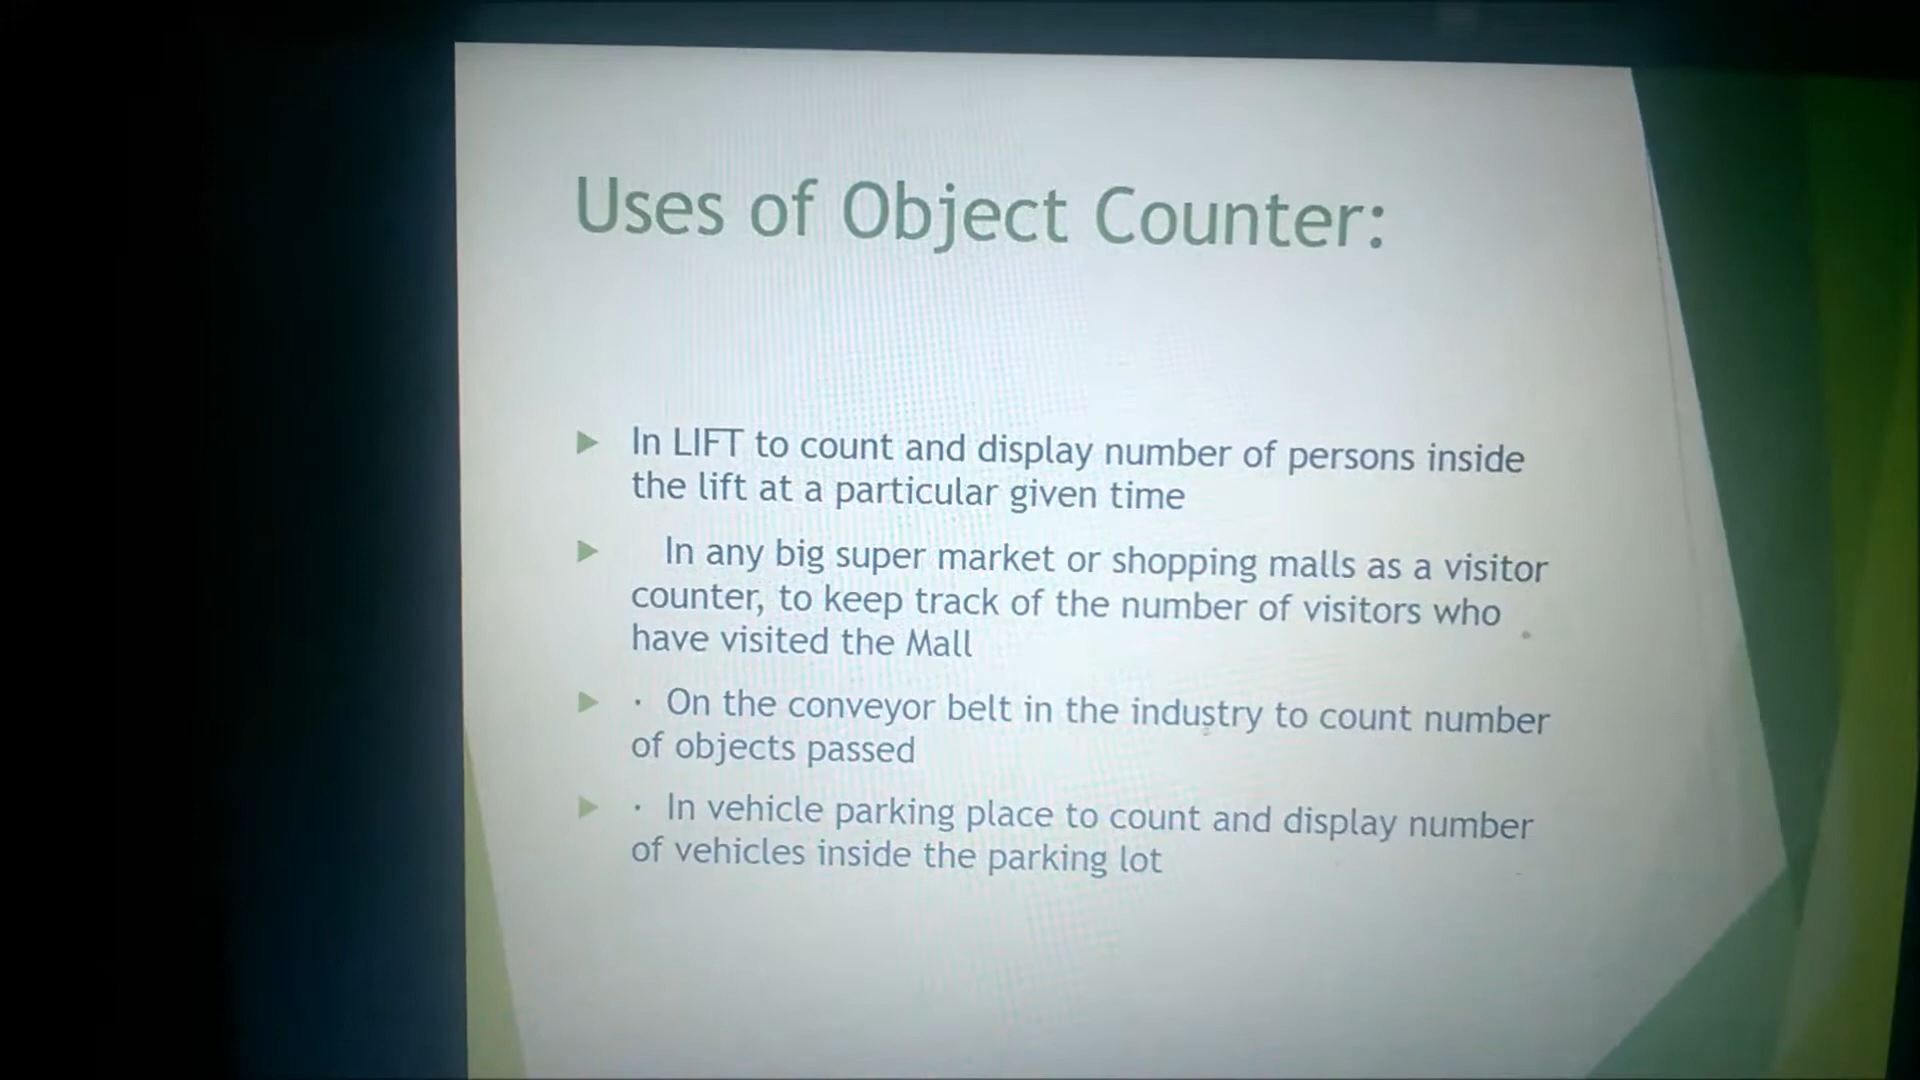 Uses of Object Counter:
In LIFT to count and display number of persons inside
the lift at a particular given time
In any big super market or shopping malls as a visitor
counter, to keep track of the number of visitors who
have visited the Mall
· On the conveyor belt in the industry to count number
of objects passed
· In vehicle parking place to count and display number
of vehicles inside the parking lot